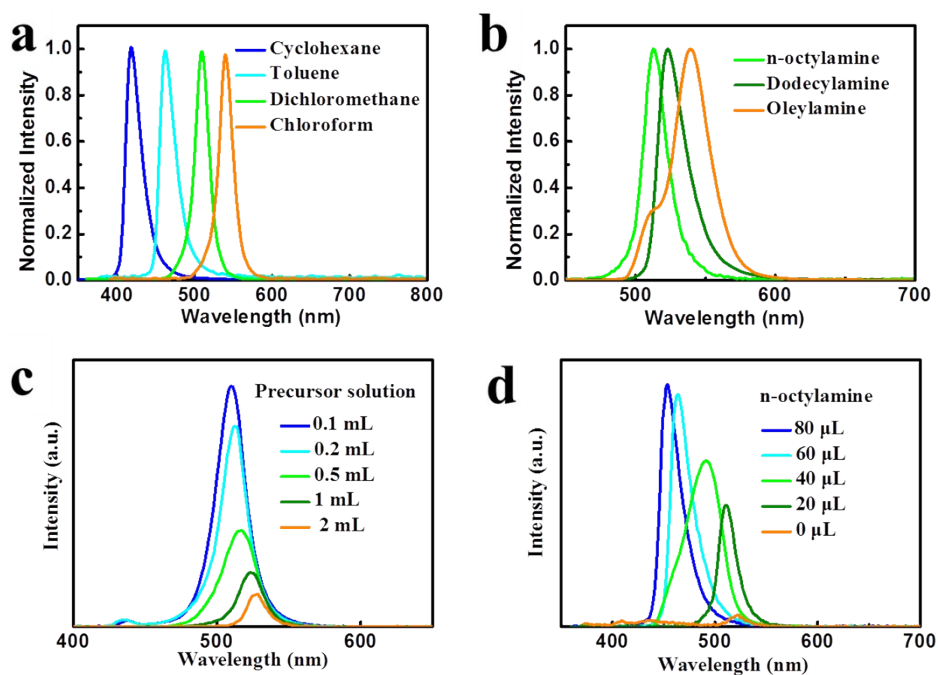 a
Normalized Intensity
1.0
0.8
0.6
0.4
0.2
0.0
Cyclohexane
Toluene
Dichloromethane
Chloroform
400 500 600 700 800
Wavelength (nm)
b
Normalized Intensity
1.0
0.8
0.6
0.4
0.2
0.0
n-octylamine
Dodecylamine
Oleylamine
500 600 700
Wavelength (nm)
c
Intensity (a.u.)
Precursor solution
0.1 mL
0.2 mL
0.5 mL
1 mL
2 mL
400 500 600
Wavelength (nm)
d
Intensity (a.u.)
n-octylamine
80 µL
60 µL
40 µL
20 µL
0 µL
400 500 600 700
Wavelength (nm)